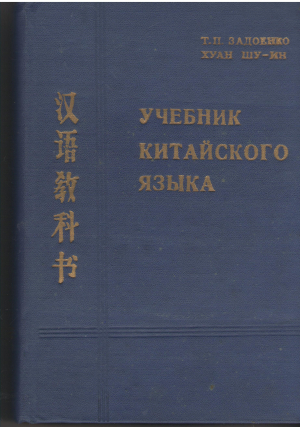 Т.П. ЗАДОЕНКО
ХУАН ШУ-ИН
汉语教科书
УЧЕБНИК
КИТАЙСКОГО
ЯЗЫКА